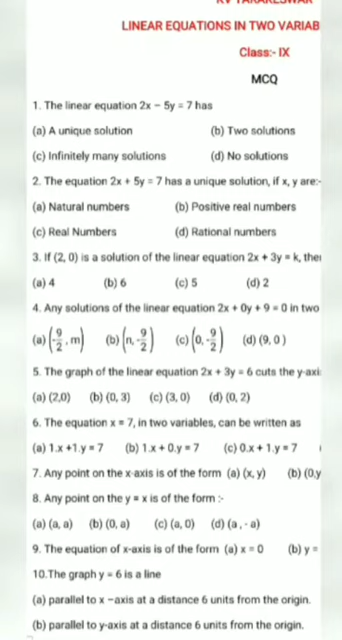 KV TARAKESWAR
LINEAR EQUATIONS IN TWO VARIAB
Class:- IX
MCQ
1. The linear equation 2x – 5y = 7 has
(a) A unique solution (b) Two solutions
(c) Infinitely many solutions (d) No solutions
2. The equation 2x + 5y = 7 has a unique solution, if x, y are:-
(a) Natural numbers (b) Positive real numbers
(c) Real Numbers (d) Rational numbers
3. If (2, 0) is a solution of the linear equation 2x + 3y = k, the
(a) 4 (b) 6 (c) 5 (d) 2
4. Any solutions of the linear equation 2x + 0y + 9 = 0 in two
(a) (-9/2, m) (b) (n, -9/2) (c) (0, -9/2) (d) (9, 0)
5. The graph of the linear equation 2x + 3y = 6 cuts the y-axi
(a) (2,0) (b) (0, 3) (c) (3, 0) (d) (0, 2)
6. The equation x = 7, in two variables, can be written as
(a) 1.x +1.y = 7 (b) 1.x + 0.y = 7 (c) 0.x + 1.y = 7
7. Any point on the x-axis is of the form (a) (x, y) (b) (0,y
8. Any point on the y = x is of the form :-
(a) (a, a) (b) (0, a) (c) (a, 0) (d) (a , - a)
9. The equation of x-axis is of the form (a) x = 0 (b) y =
10.The graph y = 6 is a line
(a) parallel to x –axis at a distance 6 units from the origin.
(b) parallel to y-axis at a distance 6 units from the origin.